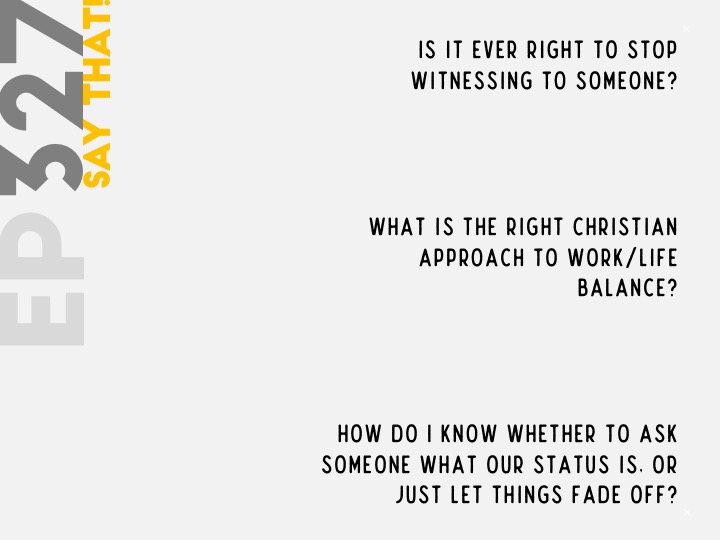 EP 327
SAY THAT!
IS IT EVER RIGHT TO STOP
WITNESSING TO SOMEONE?
WHAT IS THE RIGHT CHRISTIAN
APPROACH TO WORK/LIFE
BALANCE?
HOW DO I KNOW WHETHER TO ASK
SOMEONE WHAT OUR STATUS IS, OR
JUST LET THINGS FADE OFF?